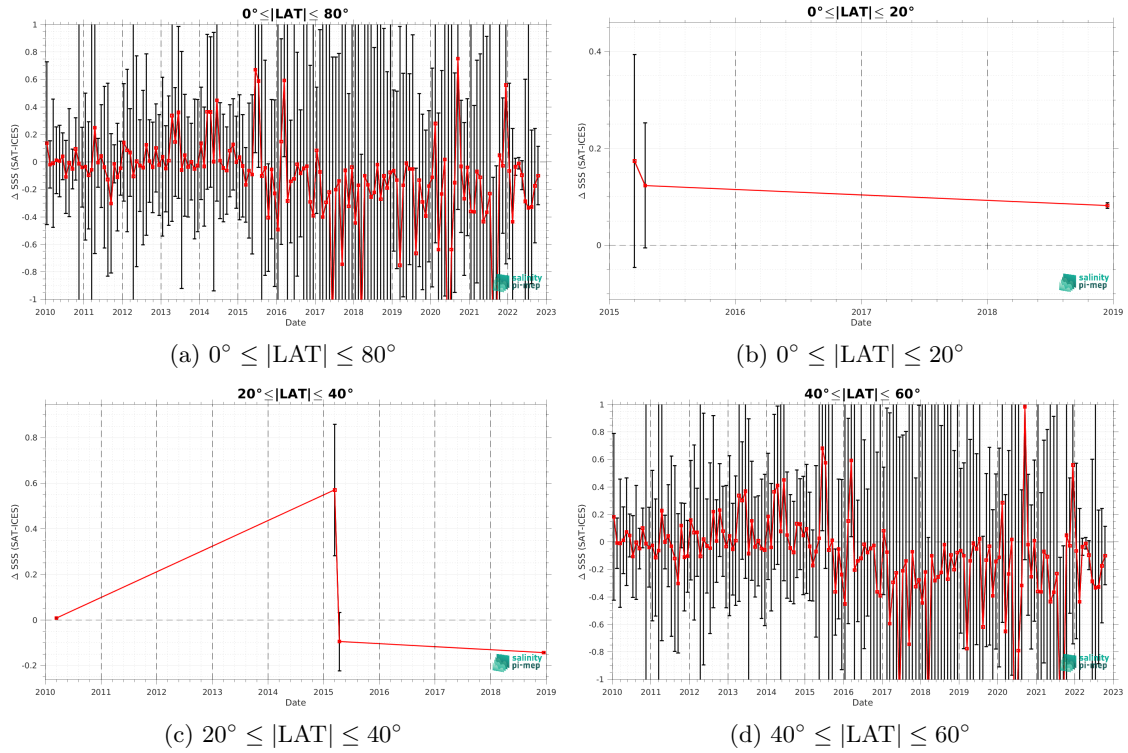 0°≤|LAT|≤ 80°
1
0.8
0.6
0.4
0.2
0
-0.2
-0.4
-0.6
-0.8
-1
Δ SSS (SAT-ICES)
2010 2011 2012 2013 2014 2015 2016 2017 2018 2019 2020 2021 2022 2023
Date
salinity
pi-mep
(a) 0° ≤ |LAT| ≤ 80°
0°≤|LAT|≤ 20°
0.4
0.2
0
Δ SSS (SAT-ICES)
2015 2016 2017 2018 2019
Date
salinity
pi-mep
(b) 0° ≤ |LAT| ≤ 20°
20°≤|LAT|≤ 40°
0.8
0.6
0.4
0.2
0
-0.2
Δ SSS (SAT-ICES)
2010 2011 2012 2013 2014 2015 2016 2017 2018 2019
Date
salinity
pi-mep
(c) 20° ≤ |LAT| ≤ 40°
40°≤|LAT|≤ 60°
1
0.8
0.6
0.4
0.2
0
-0.2
-0.4
-0.6
-0.8
-1
Δ SSS (SAT-ICES)
2010 2011 2012 2013 2014 2015 2016 2017 2018 2019 2020 2021 2022 2023
Date
salinity
pi-mep
(d) 40° ≤ |LAT| ≤ 60°